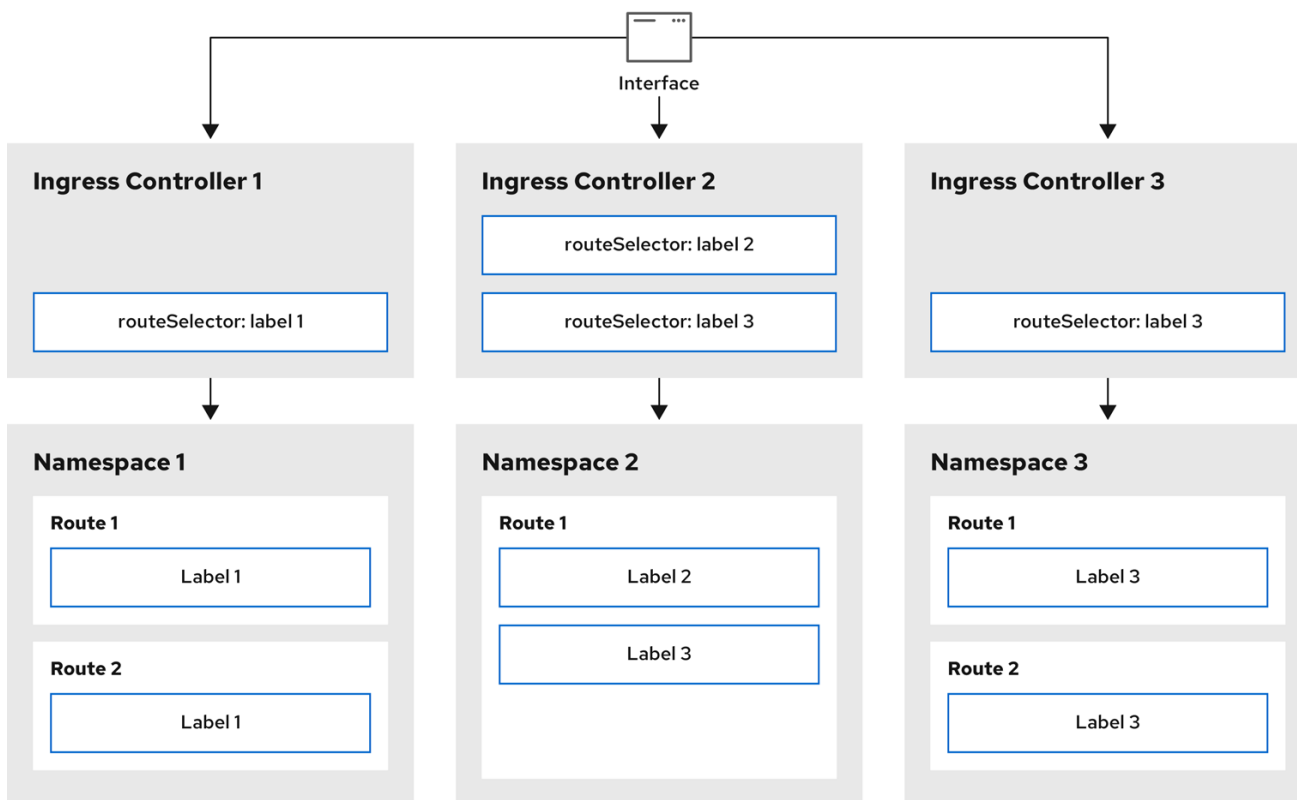 Interface
Ingress Controller 1
routeSelector: label 1
Ingress Controller 2
routeSelector: label 2
routeSelector: label 3
Ingress Controller 3
routeSelector: label 3
Namespace 1
Route 1
Label 1
Route 2
Label 1
Namespace 2
Route 1
Label 2
Label 3
Namespace 3
Route 1
Label 3
Route 2
Label 3